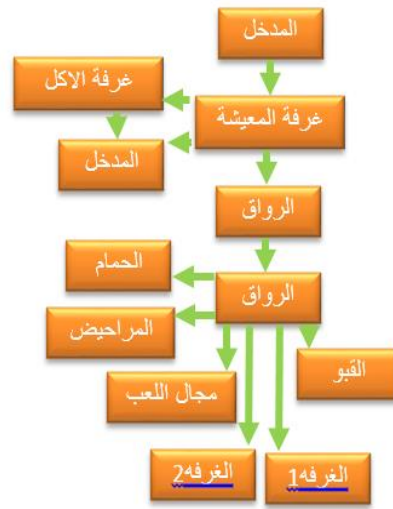 المدخل
غرفة الاكل
غرفة المعيشة
المدخل
الرواق
الحمام
الرواق
المراحيض
القبو
مجال اللعب
الغرفه1
الغرفه2